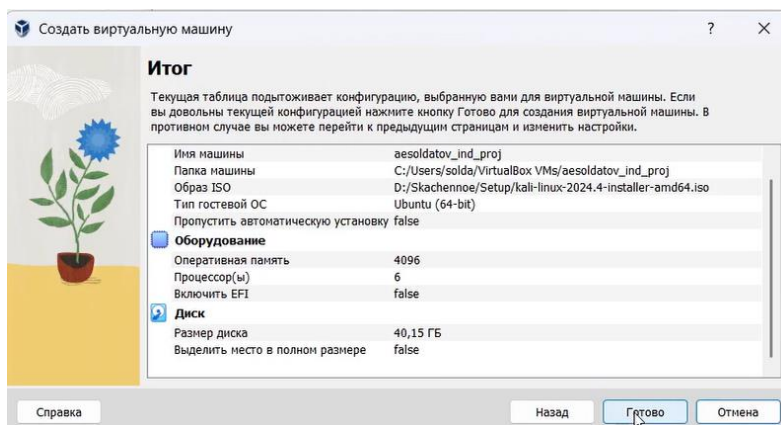 Создать виртуальную машину
?
Итог
Текущая таблица подытоживает конфигурацию, выбранную вами для виртуальной машины. Если
вы довольны текущей конфигурацией нажмите кнопку Готово для создания виртуальной машины. В
противном случае вы можете перейти к предыдущим страницам и изменить настройки.
Имя машины aesoldatov_ind_proj
Папка машины C:/Users/solda/VirtualBox VMs/aesoldatov_ind_proj
Образ ISO D:/Skachennoe/Setup/kali-linux-2024.4-installer-amd64.iso
Тип гостевой ОС Ubuntu (64-bit)
Пропустить автоматическую установку false
Оборудование
Оперативная память 4096
Процессор(ы) 6
Включить EFI false
Диск
Размер диска 40,15 ГБ
Выделить место в полном размере false
Справка Назад Готово Отмена